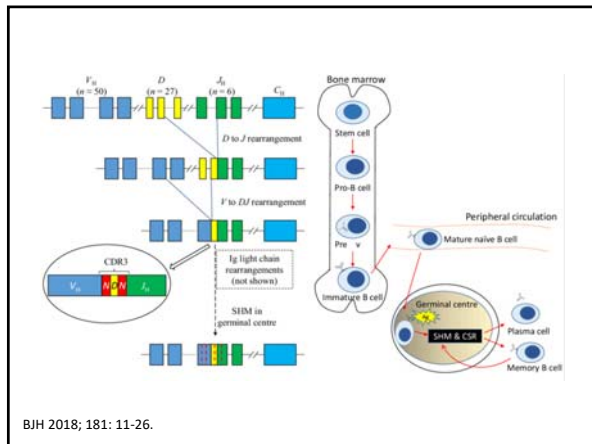 V_H
(n = 50)
D
(n = 27)
J_H
(n = 6)
C_H
D to J rearrangement
V to DJ rearrangement
CDR3
V_H N D N J_H
Ig light chain
rearrangements
(not shown)
SHM in
germinal centre
Bone marrow
Stem cell
Pro-B cell
Pre v
Immature B cell
Peripheral circulation
Mature naïve B cell
Germinal centre
SHM & CSR
Plasma cell
Memory B cell
BJH 2018; 181: 11-26.